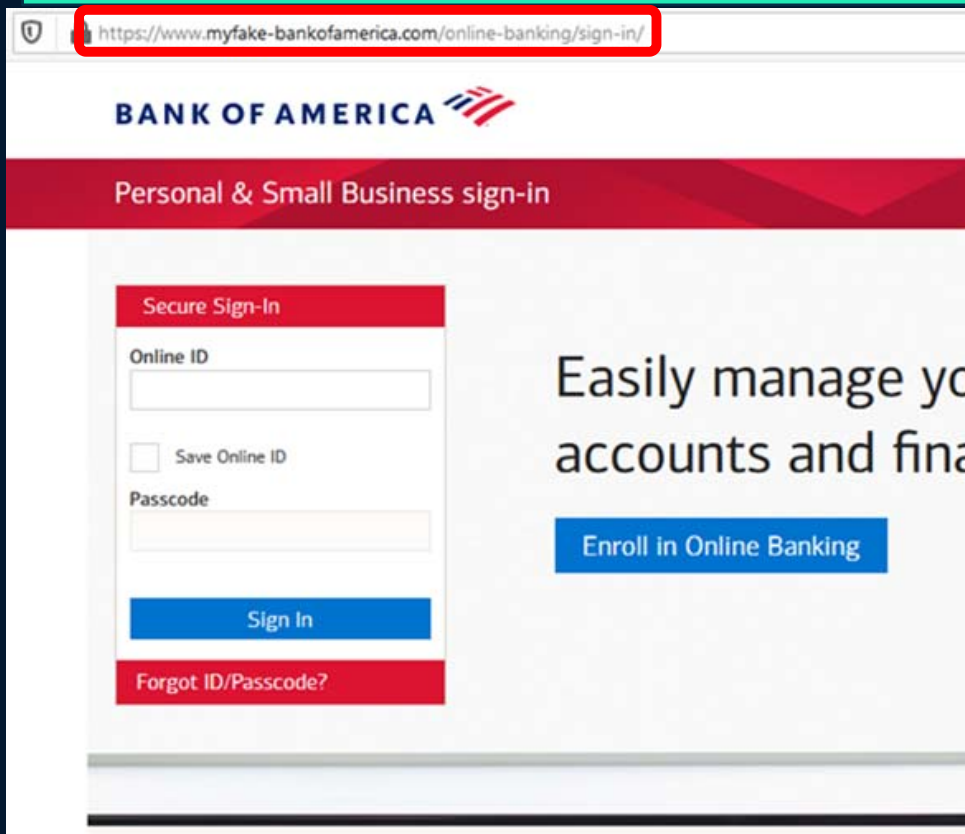 https://www.myfake-bankofamerica.com/online-banking/sign-in/
BANK OF AMERICA
Personal & Small Business sign-in
Secure Sign-In
Online ID
Save Online ID
Passcode
Sign In
Forgot ID/Passcode?
Easily manage yo
accounts and fina
Enroll in Online Banking